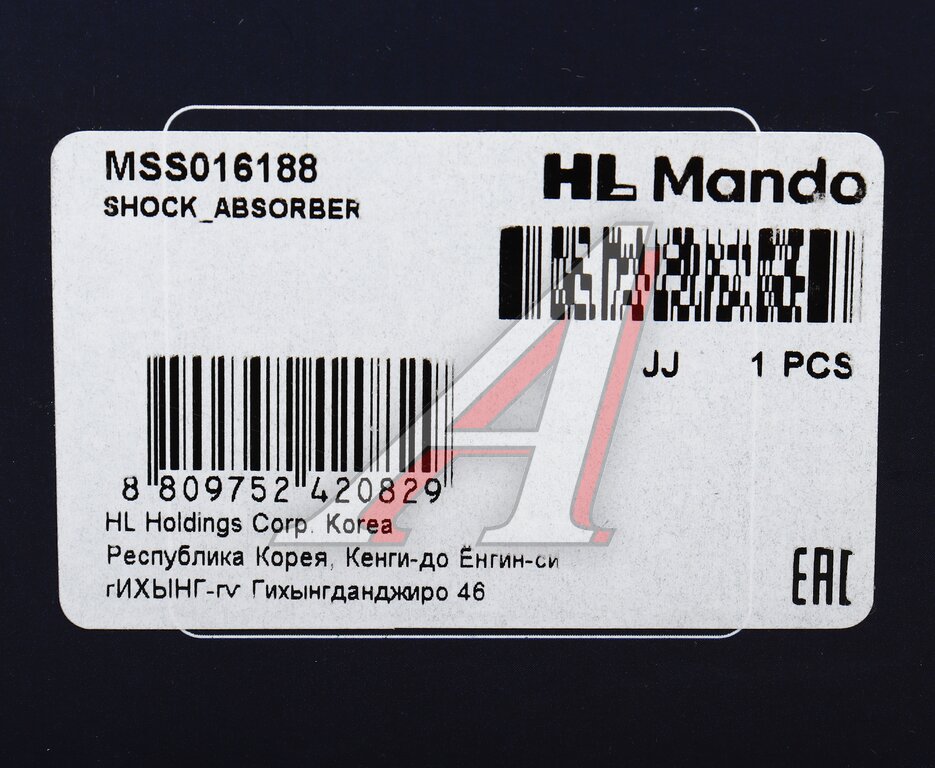 MSS016188
SHOCK_ABSORBER
HL Mando
JJ 1 PCS
8 809752 420829
HL Holdings Corp. Korea
Республика Корея, Кенги-до Ёнгин-си
гИХЫНГ-гу Гихынгданджиро 46
EAC